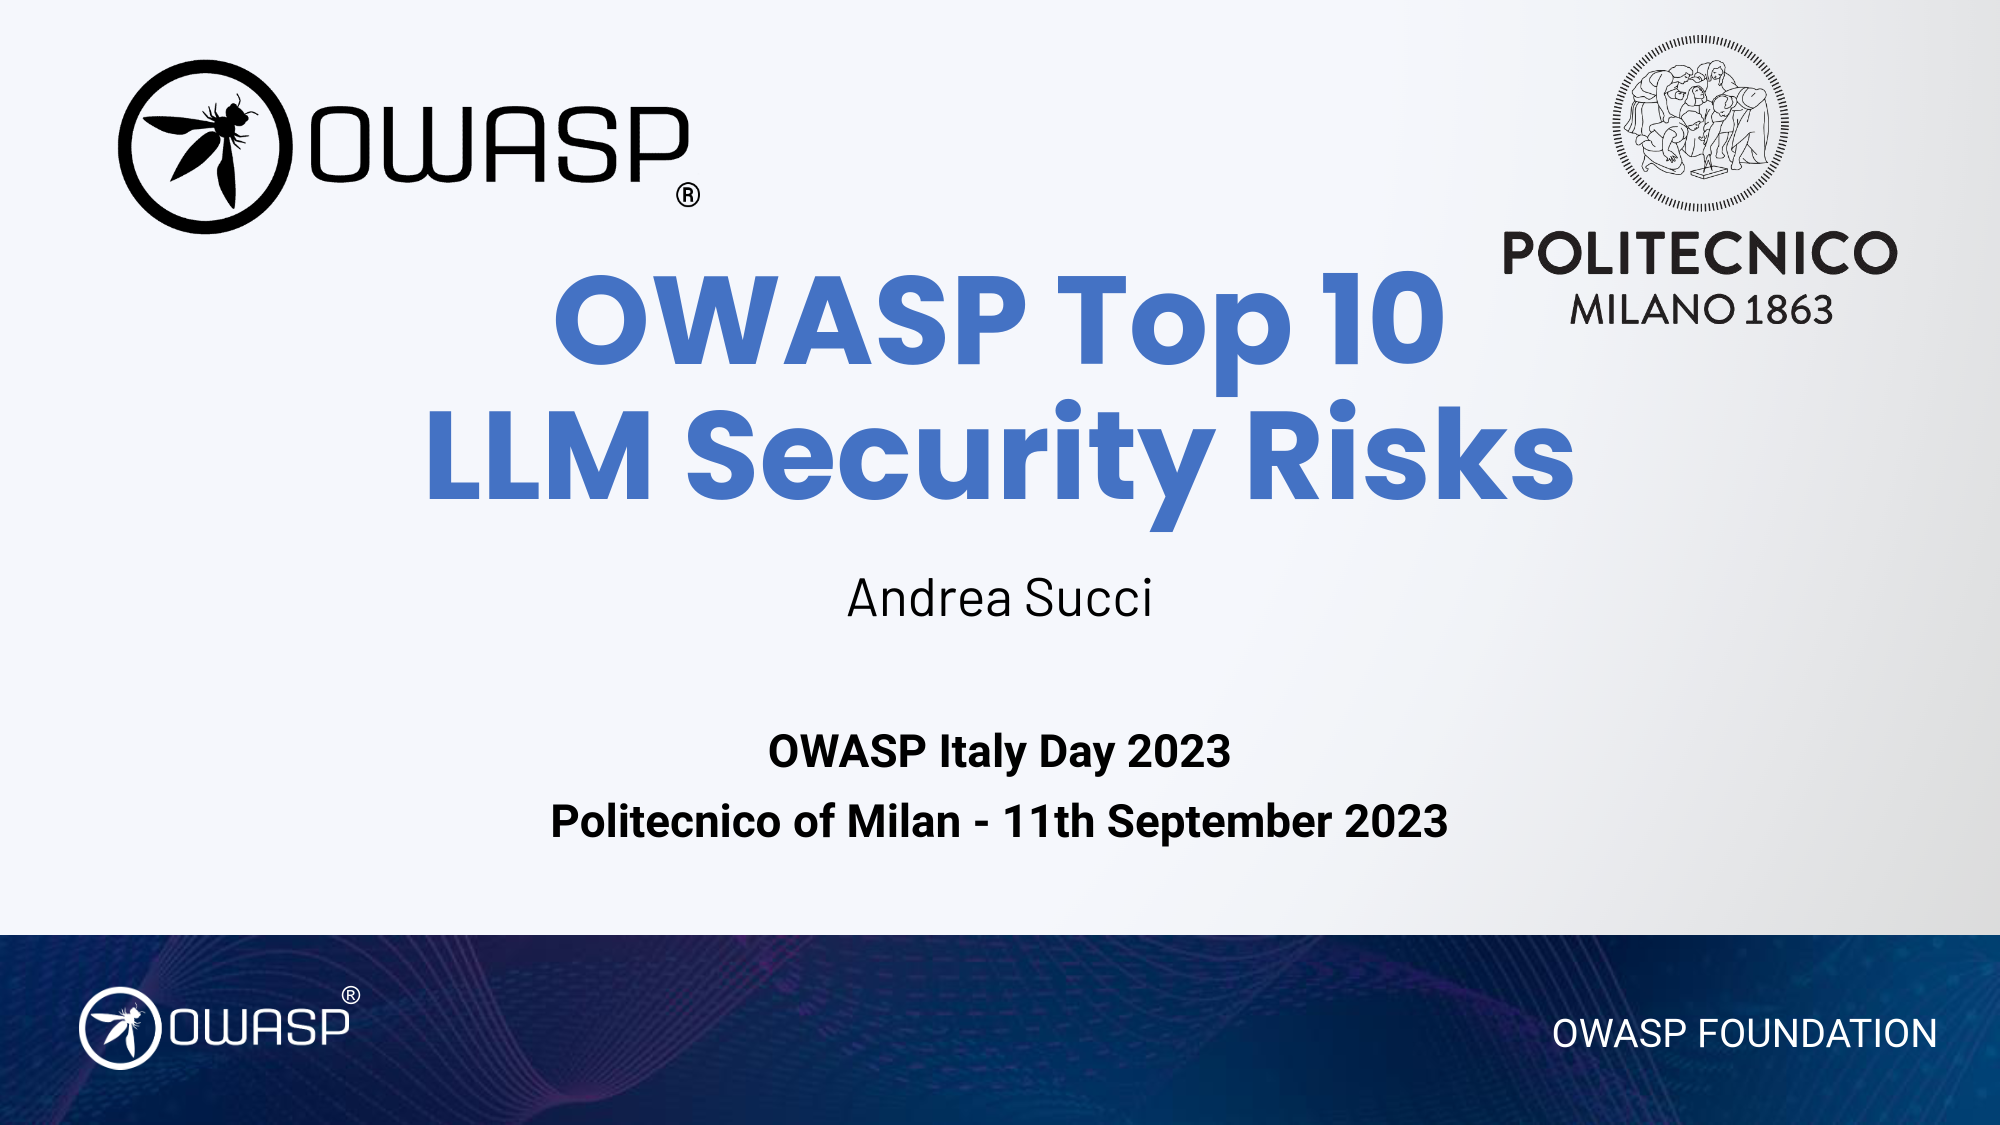 OWASP®
POLITECNICO
MILANO 1863
OWASP Top 10
LLM Security Risks
Andrea Succi
OWASP Italy Day 2023
Politecnico of Milan - 11th September 2023
OWASP®
OWASP FOUNDATION